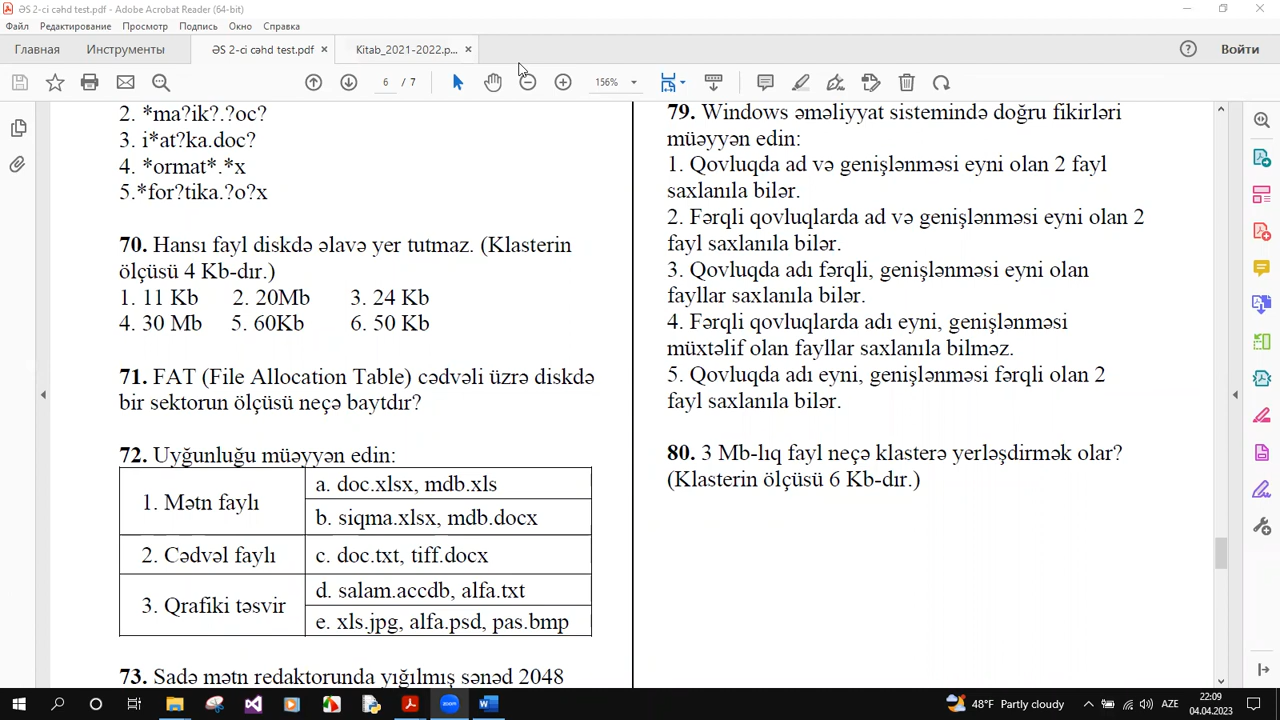 ƏS 2-ci cəhd test.pdf - Adobe Acrobat Reader (64-bit)
Файл Редактирование Просмотр Подпись Окно Справка
Главная Инструменты ƏS 2-ci cəhd test.pdf × Kitab_2021-2022.p... × Войти
6 / 7 156%
2. *ma?ik?.?oc?
3. i*at?ka.doc?
4. *ormat*.*x
5.*for?tika.?o?x
70. Hansı fayl diskdə əlavə yer tutmaz. (Klasterin
ölçüsü 4 Kb-dır.)
1. 11 Kb 2. 20Mb 3. 24 Kb
4. 30 Mb 5. 60Kb 6. 50 Kb
71. FAT (File Allocation Table) cədvəli üzrə diskdə
bir sektorun ölçüsü neçə baytdır?
72. Uyğunluğu müəyyən edin:
1. Mətn faylı
a. doc.xlsx, mdb.xls
b. siqma.xlsx, mdb.docx
2. Cədvəl faylı
c. doc.txt, tiff.docx
3. Qrafiki təsvir
d. salam.accdb, alfa.txt
e. xls.jpg, alfa.psd, pas.bmp
73. Sadə mətn redaktorunda yığılmış sənəd 2048
79. Windows əməliyyat sistemində doğru fikirləri
müəyyən edin:
1. Qovluqda ad və genişlənməsi eyni olan 2 fayl
saxlanıla bilər.
2. Fərqli qovluqlarda ad və genişlənməsi eyni olan 2
fayl saxlanıla bilər.
3. Qovluqda adı fərqli, genişlənməsi eyni olan
fayllar saxlanıla bilər.
4. Fərqli qovluqlarda adı eyni, genişlənməsi
müxtəlif olan fayllar saxlanıla bilməz.
5. Qovluqda adı eyni, genişlənməsi fərqli olan 2
fayl saxlanıla bilər.
80. 3 Mb-lıq fayl neçə klasterə yerləşdirmək olar?
(Klasterin ölçüsü 6 Kb-dır.)
zoom
48°F Partly cloudy AZE
22:09
04.04.2023